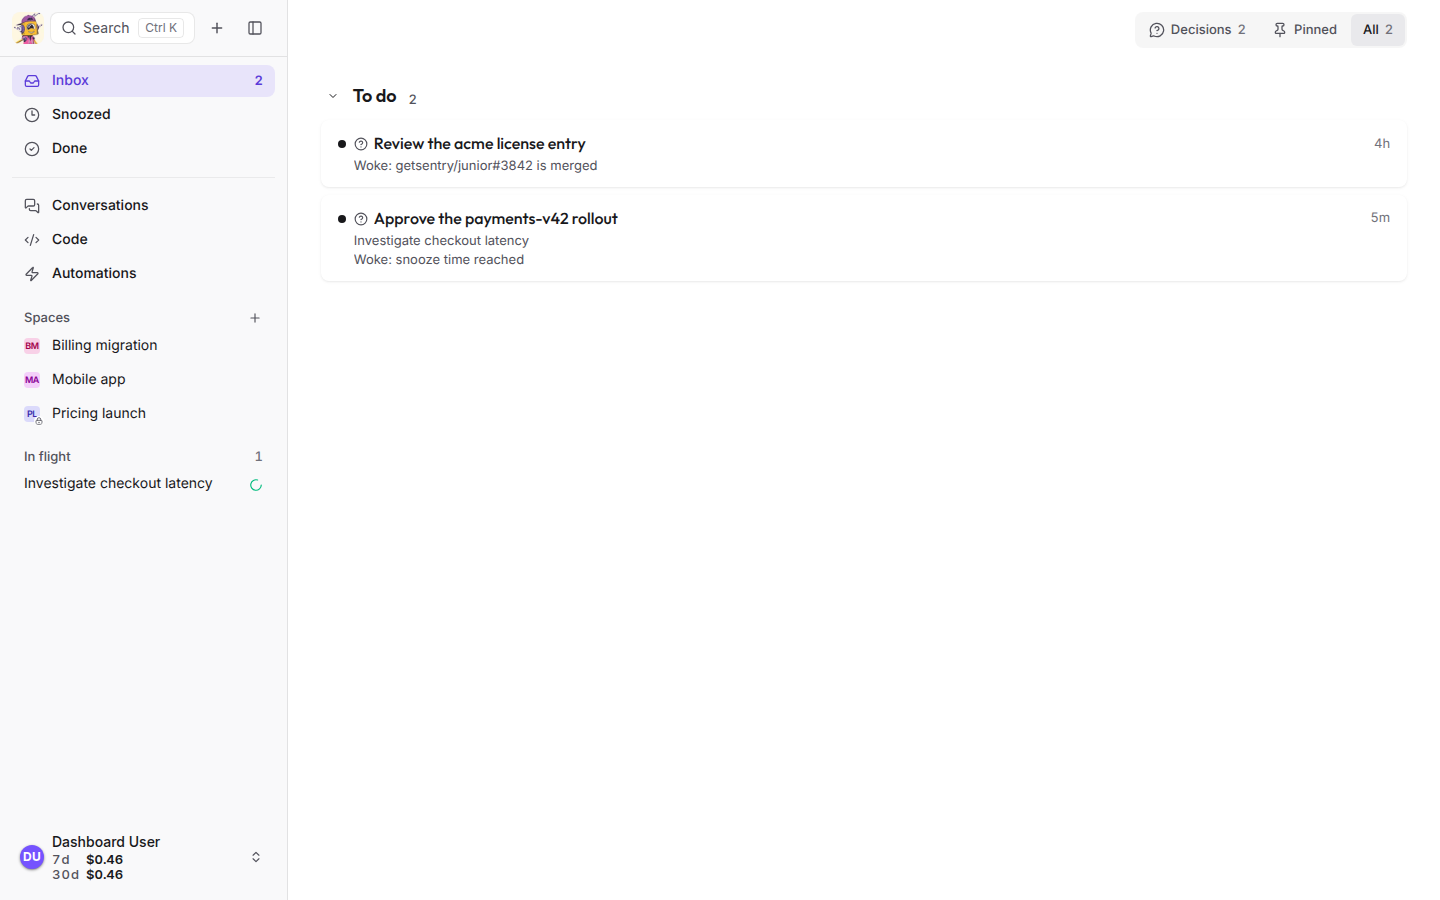 Search Ctrl K
Inbox 2
Snoozed
Done
Conversations
Code
Automations
Spaces
BM Billing migration
MA Mobile app
PL Pricing launch
In flight 1
Investigate checkout latency
DU Dashboard User
7d $0.46
30d $0.46
Decisions 2 Pinned All 2
To do 2
Review the acme license entry 4h
Woke: getsentry/junior#3842 is merged
Approve the payments-v42 rollout 5m
Investigate checkout latency
Woke: snooze time reached